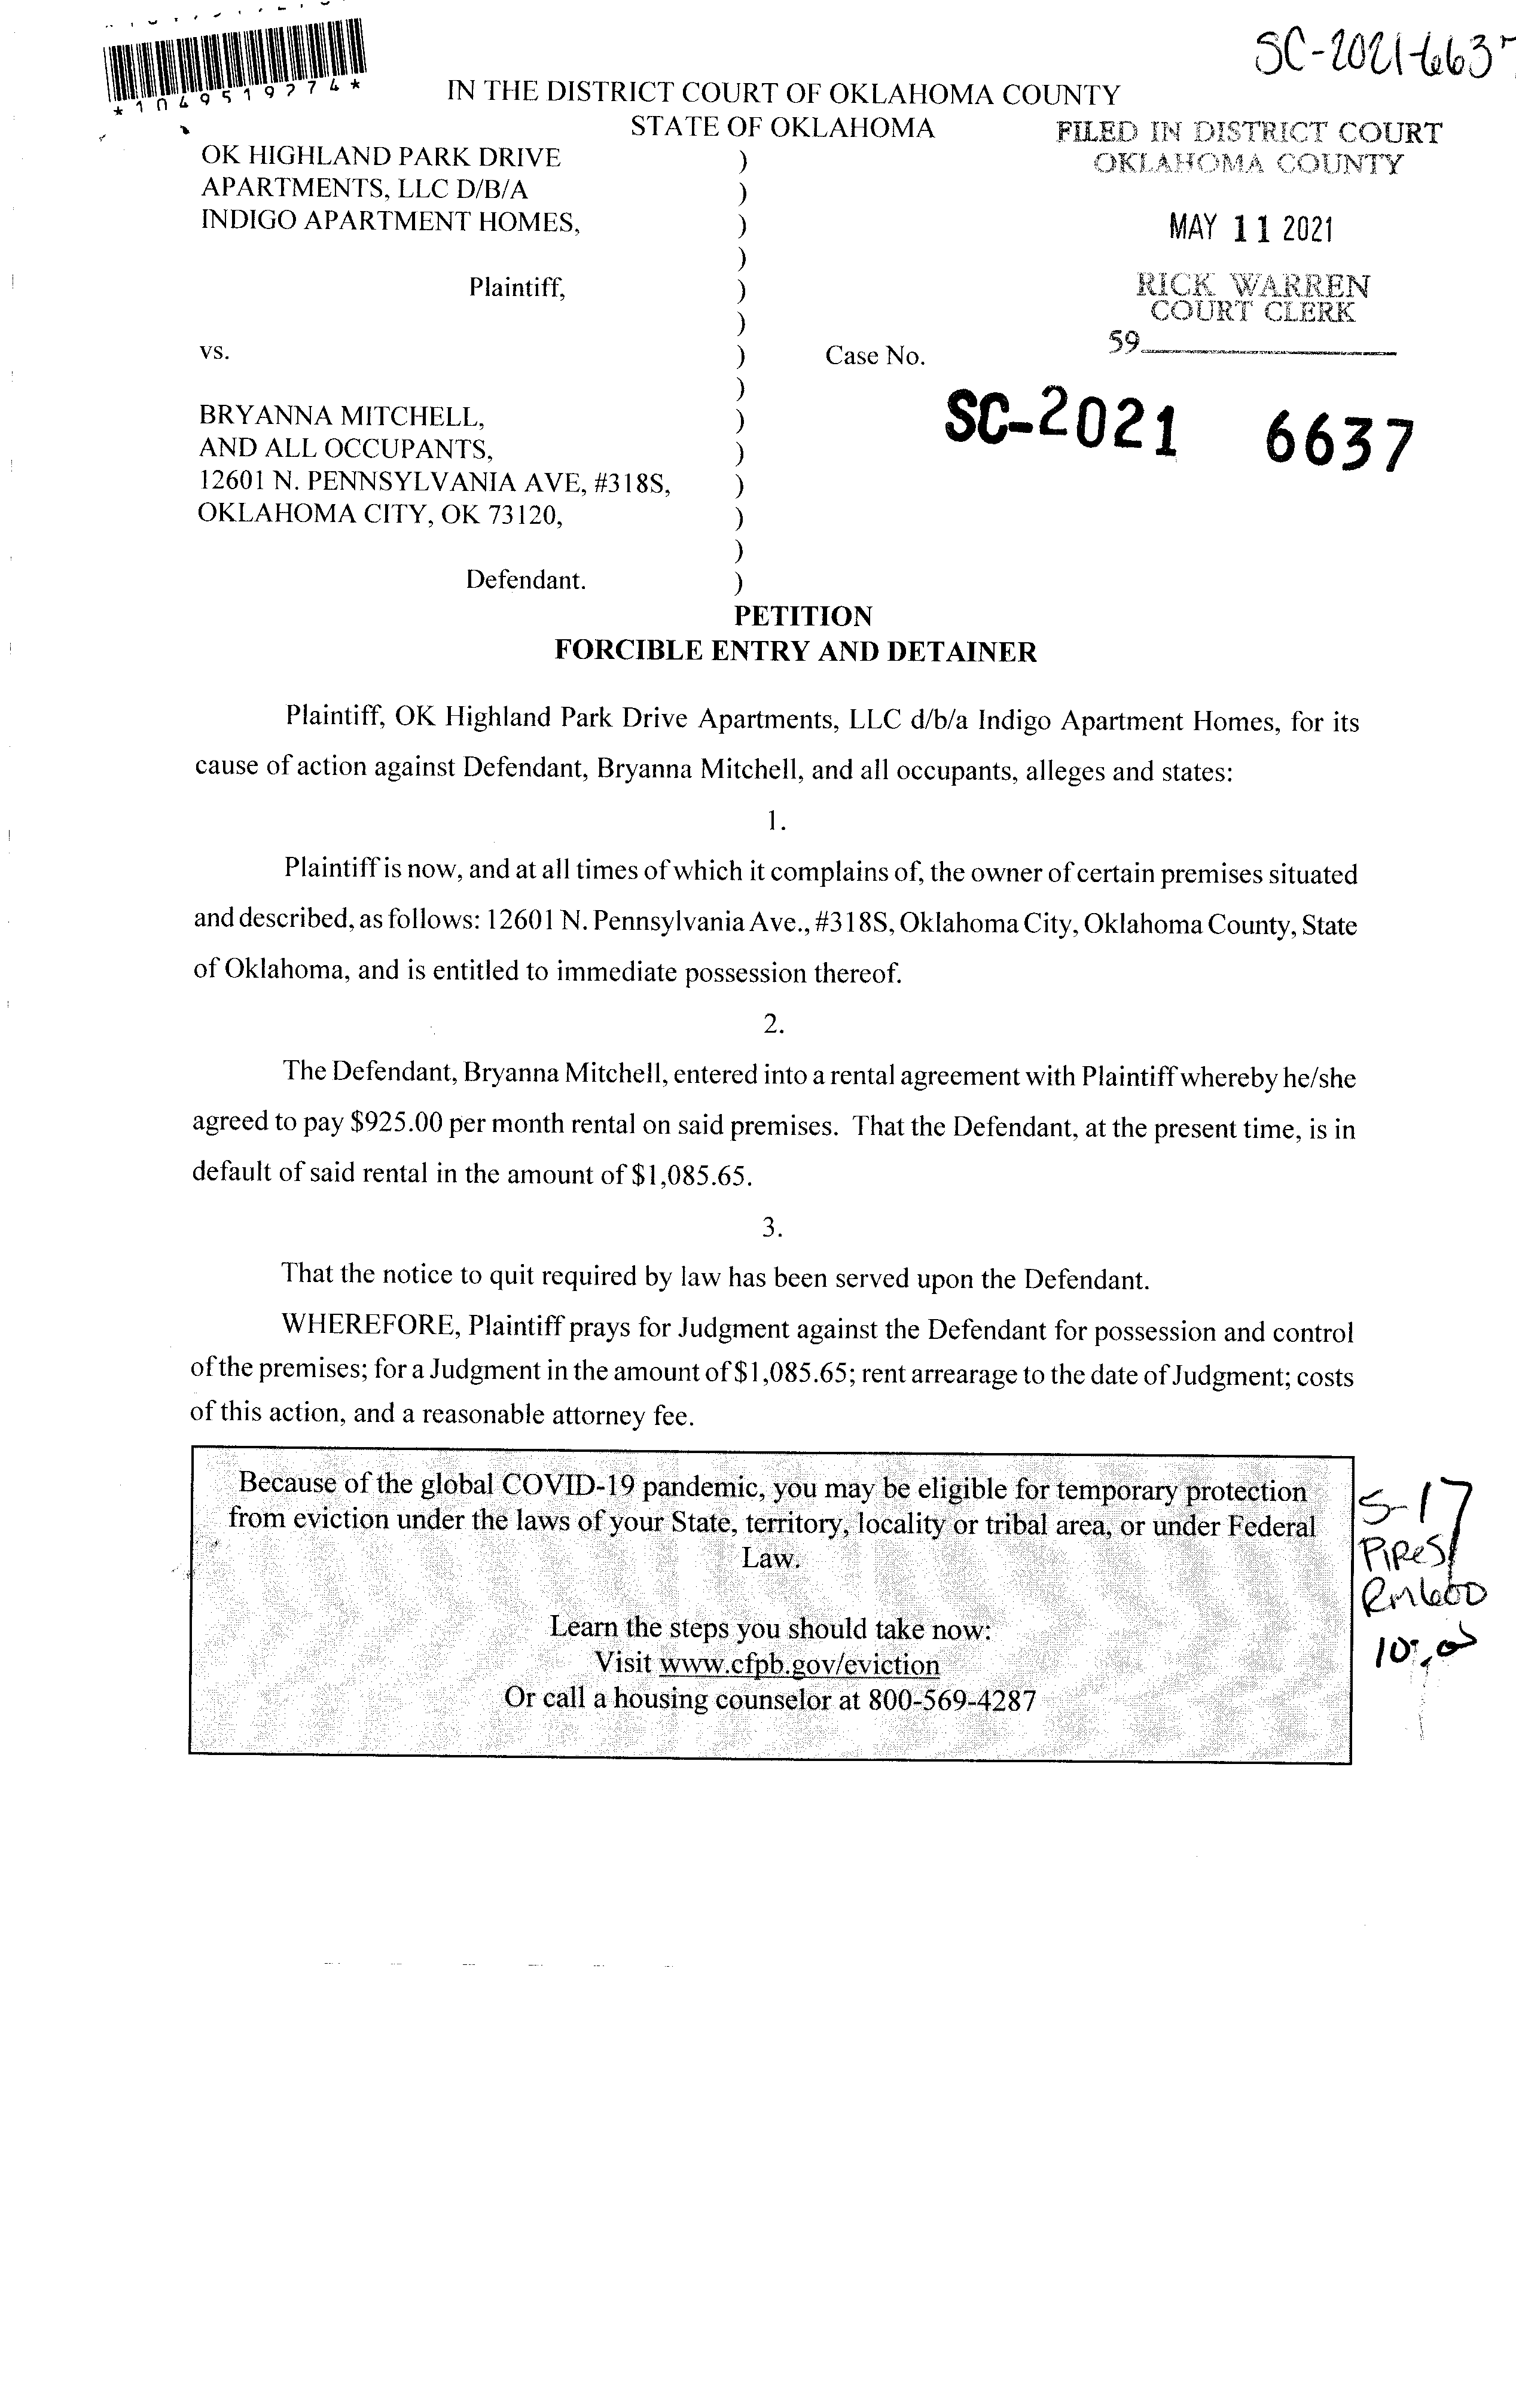 SC-2021-6637
*1049519774*
IN THE DISTRICT COURT OF OKLAHOMA COUNTY
STATE OF OKLAHOMA
FILED IN DISTRICT COURT
OKLAHOMA COUNTY
MAY 11 2021
RICK WARREN
COURT CLERK
59
OK HIGHLAND PARK DRIVE )
APARTMENTS, LLC D/B/A )
INDIGO APARTMENT HOMES, )
)
Plaintiff, )
)
vs. ) Case No.
)
SC-2021 6637
BRYANNA MITCHELL, )
AND ALL OCCUPANTS, )
12601 N. PENNSYLVANIA AVE, #318S, )
OKLAHOMA CITY, OK 73120, )
)
Defendant. )
PETITION
FORCIBLE ENTRY AND DETAINER
Plaintiff, OK Highland Park Drive Apartments, LLC d/b/a Indigo Apartment Homes, for its
cause of action against Defendant, Bryanna Mitchell, and all occupants, alleges and states:
1.
Plaintiff is now, and at all times of which it complains of, the owner of certain premises situated
and described, as follows: 12601 N. Pennsylvania Ave., #318S, Oklahoma City, Oklahoma County, State
of Oklahoma, and is entitled to immediate possession thereof.
2.
The Defendant, Bryanna Mitchell, entered into a rental agreement with Plaintiff whereby he/she
agreed to pay $925.00 per month rental on said premises. That the Defendant, at the present time, is in
default of said rental in the amount of $1,085.65.
3.
That the notice to quit required by law has been served upon the Defendant.
WHEREFORE, Plaintiff prays for Judgment against the Defendant for possession and control
of the premises; for a Judgment in the amount of $1,085.65; rent arrearage to the date of Judgment; costs
of this action, and a reasonable attorney fee.
Because of the global COVID-19 pandemic, you may be eligible for temporary protection
from eviction under the laws of your State, territory, locality or tribal area, or under Federal
Law.
Learn the steps you should take now:
Visit www.cfpb.gov/eviction
Or call a housing counselor at 800-569-4287
5-17
PIRES
Rm600